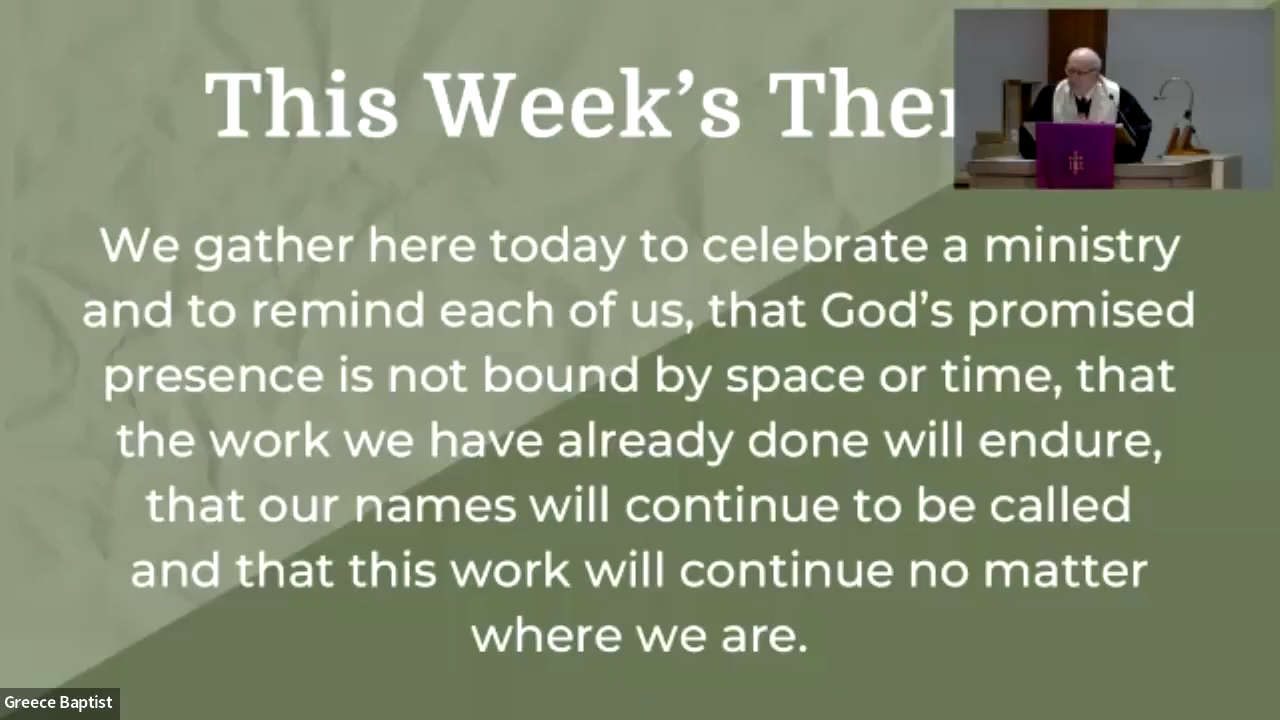 This Week’s The
We gather here today to celebrate a ministry
and to remind each of us, that God’s promised
presence is not bound by space or time, that
the work we have already done will endure,
that our names will continue to be called
and that this work will continue no matter
where we are.
Greece Baptist